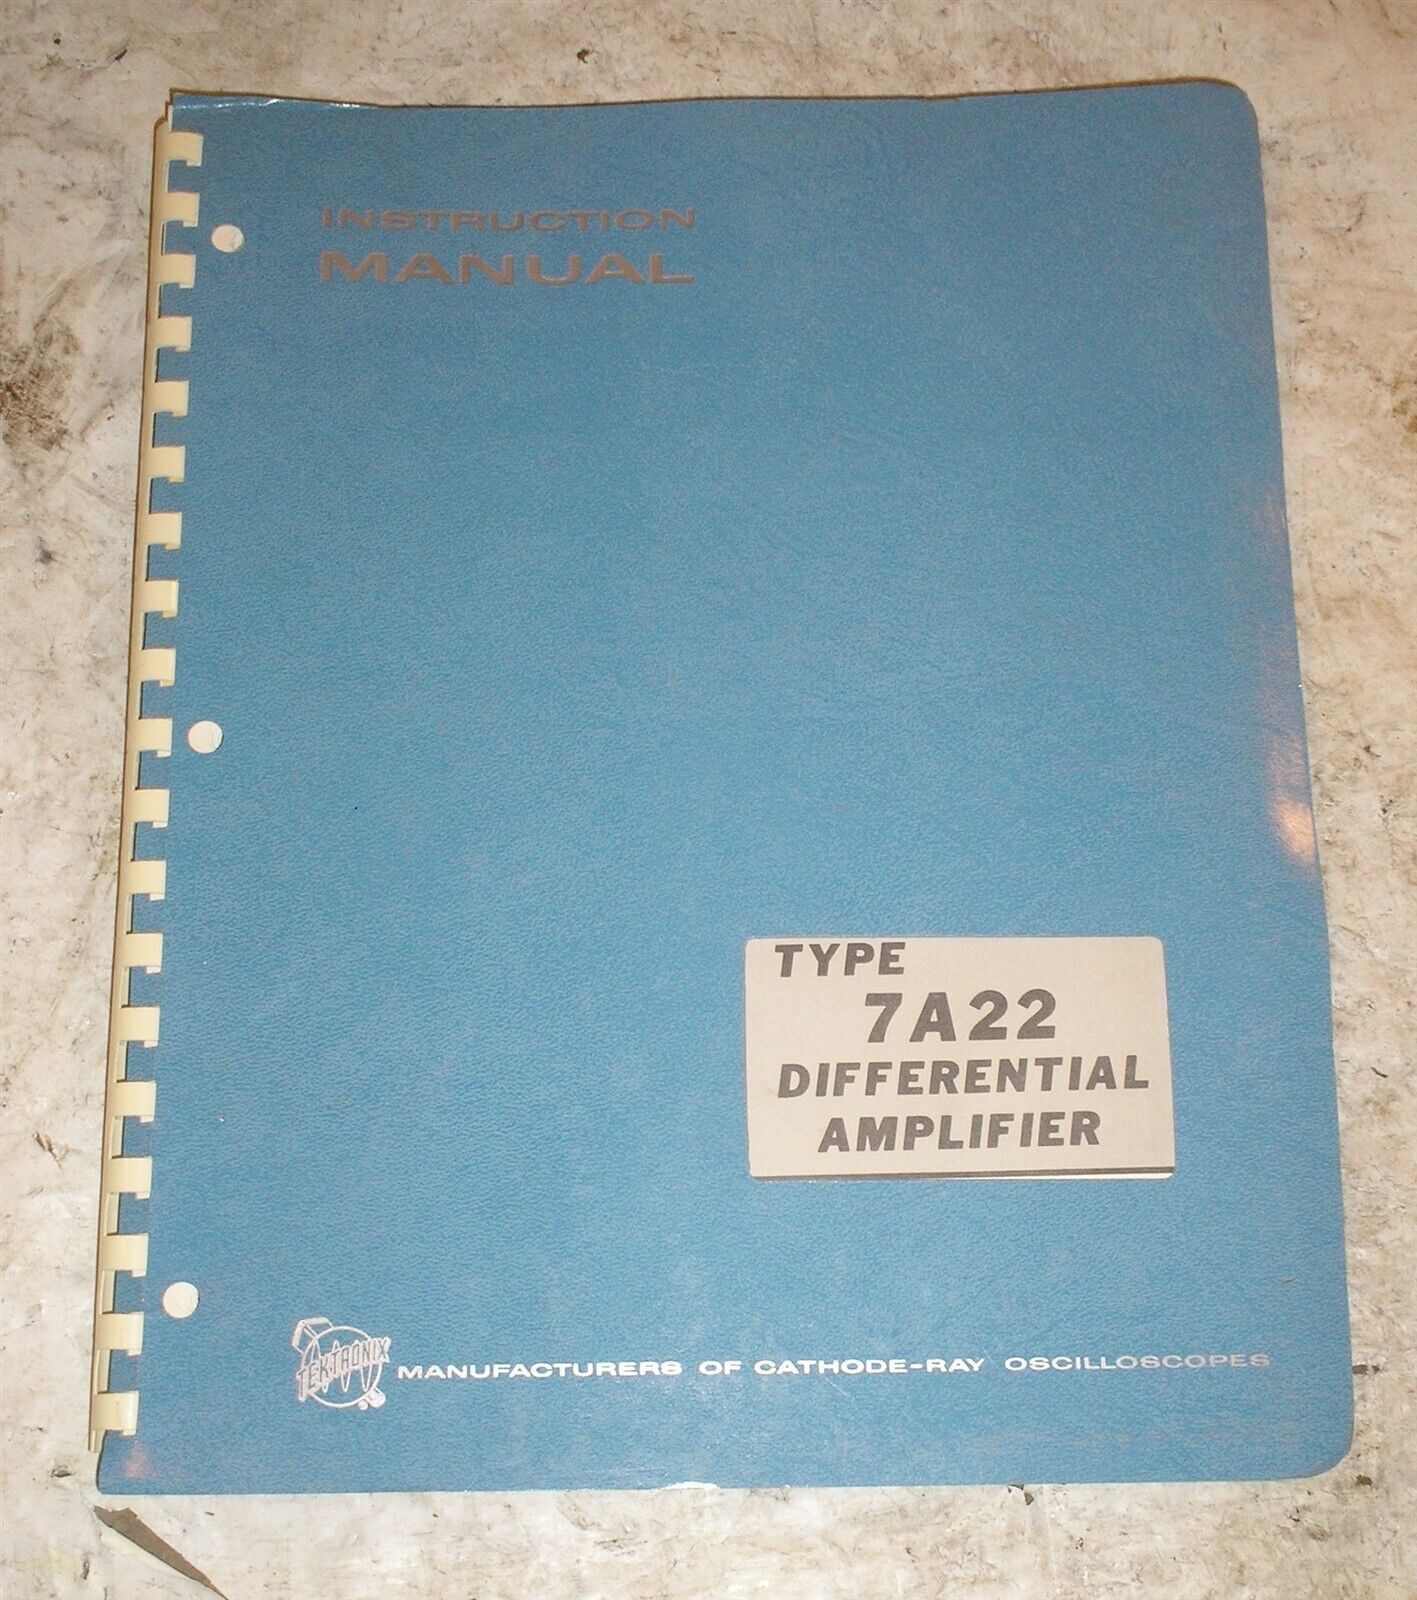 INSTRUCTION
MANUAL
TYPE
7A22
DIFFERENTIAL
AMPLIFIER
TEKTRONIX
MANUFACTURERS OF CATHODE-RAY OSCILLOSCOPES